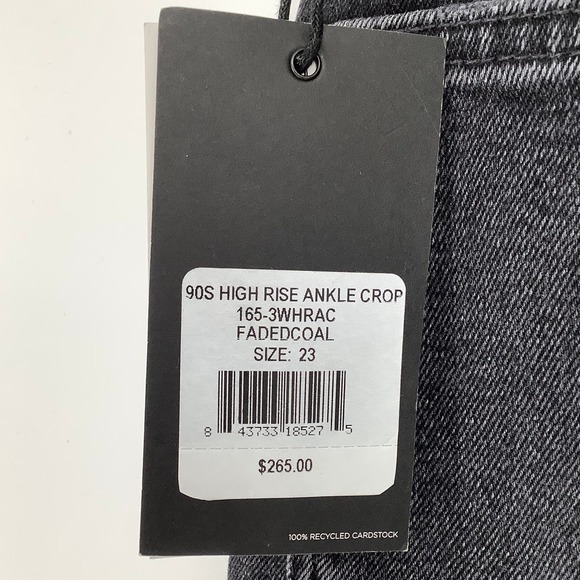 90S HIGH RISE ANKLE CROP
165-3WHRAC
FADEDCOAL
SIZE: 23
8 43733 18527 5
$265.00
100% RECYCLED CARDSTOCK